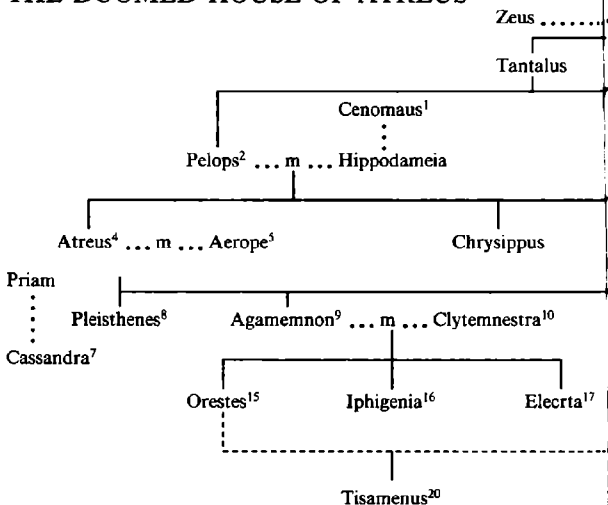 THE DOOMED HOUSE OF ATREUS
Zeus ........
Tantalus
Cenomaus¹
Pelops² ... m ... Hippodameia
Atreus⁴ ... m ... Aerope⁵ Chrysippus
Priam
Pleisthenes⁸ Agamemnon⁹ ... m ... Clytemnestra¹⁰
Cassandra⁷
Orestes¹⁵ Iphigenia¹⁶ Elecrta¹⁷
Tisamenus²⁰